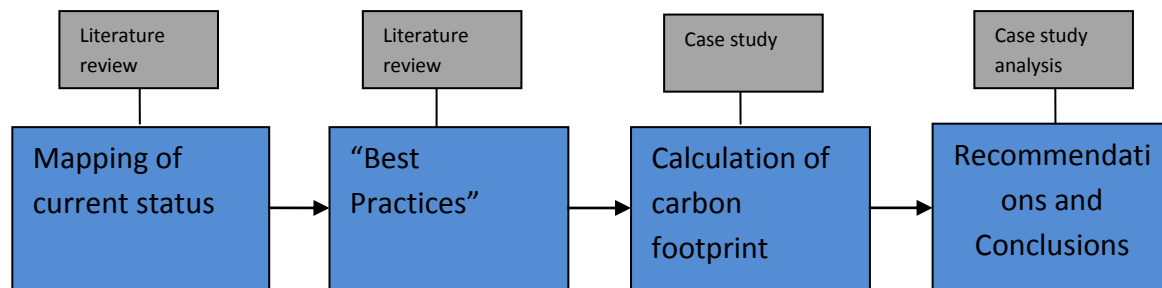 Literature
review
Literature
review
Case study
Case study
analysis
Mapping of
current status
“Best
Practices”
Calculation of
carbon
footprint
Recommendati
ons and
Conclusions